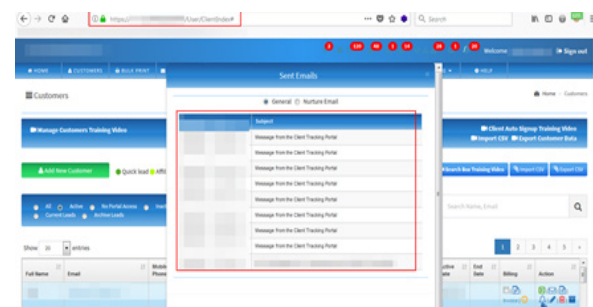 https://
/User/ClientIndex#
Search
Welcome
Sign out
HOME
CUSTOMERS
BULK PRINT
HELP
Sent Emails
Customers
Home - Customers
General
Nurture Email
Manage Customers Training Video
Subject
Client Auto Signup Training Video
Import CSV
Export Customer Data
Message from the Client Tracking Portal
Message from the Client Tracking Portal
Message from the Client Tracking Portal
Add New Customer
Quick lead
Message from the Client Tracking Portal
Search Box Training Video
Import CSV
Export CSV
Message from the Client Tracking Portal
Message from the Client Tracking Portal
All
Active
No Portal Access
Message from the Client Tracking Portal
Search Name, Email
Current Leads
Archive Leads
Message from the Client Tracking Portal
Show
entries
1 2 3 4 5
Full Name
Email
Mobile Phone
End Date
Billing
Action